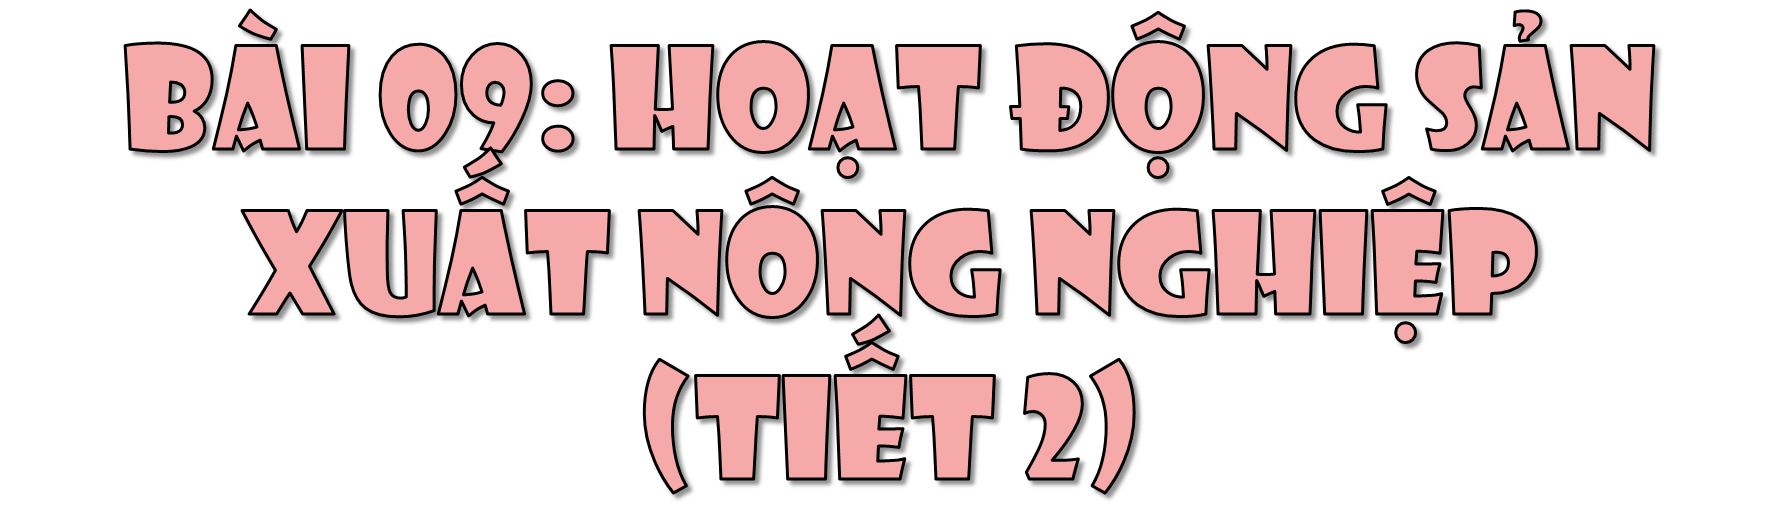 BÀI 09: HOẠT ĐỘNG SẢN
XUẤT NÔNG NGHIỆP
(TIẾT 2)